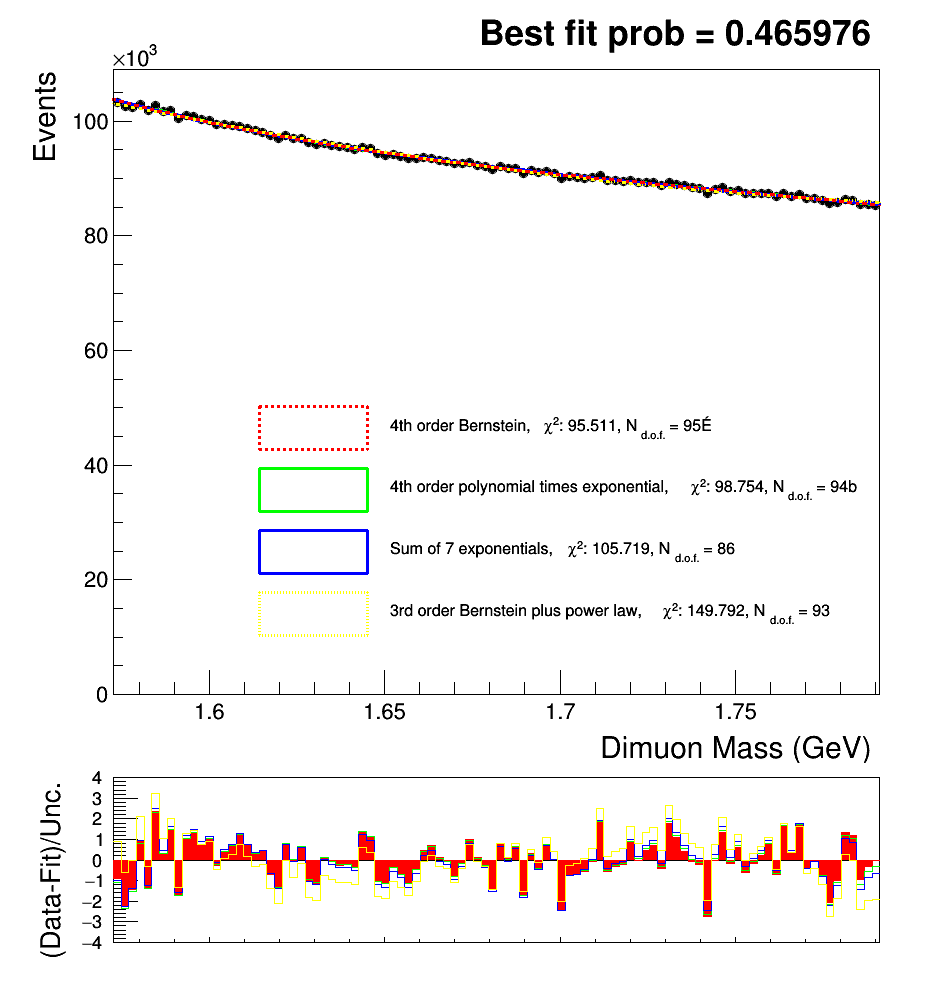 Best fit prob = 0.465976
×10³
Events
100
80
60
40
20
0
4th order Bernstein, χ²: 95.511, N d.o.f. = 95É
4th order polynomial times exponential, χ²: 98.754, N d.o.f. = 94b
Sum of 7 exponentials, χ²: 105.719, N d.o.f. = 86
3rd order Bernstein plus power law, χ²: 149.792, N d.o.f. = 93
1.6 1.65 1.7 1.75
Dimuon Mass (GeV)
(Data-Fit)/Unc.
4
3
2
1
0
−1
−2
−3
−4